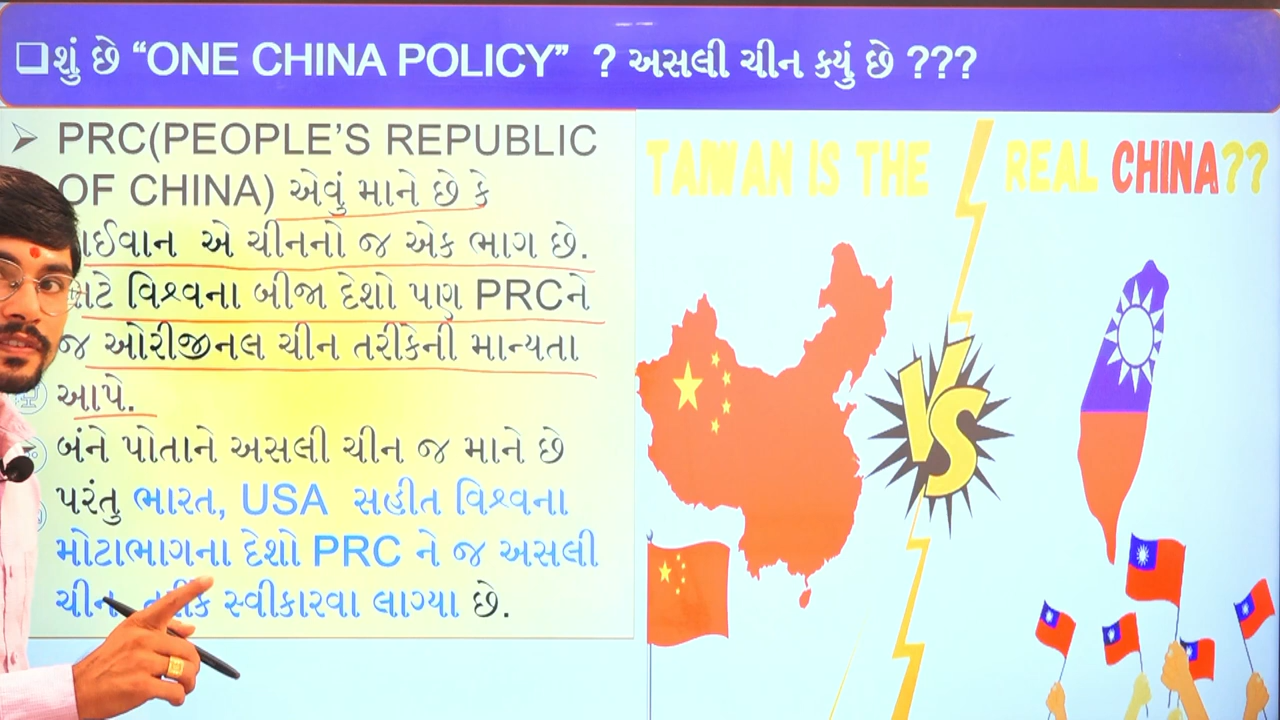 શું છે “ONE CHINA POLICY” ? અસલી ચીન કયું છે ???
PRC(PEOPLE’S REPUBLIC
OF CHINA) એવું માને છે કે
એ ચીનનો જ એક ભાગ છે.
વિશ્વના બીજા દેશો પણ PRCને
જ ઓરીજીનલ ચીન તરીકેની માન્યતા
આપે.
બંને પોતાને અસલી ચીન જ માને છે
પરંતુ ભારત, USA સહીત વિશ્વના
મોટાભાગના દેશો PRC ને જ અસલી
ચીન તરીકે સ્વીકારવા લાગ્યા છે.
TAIWAN IS THE REAL CHINA??
VS